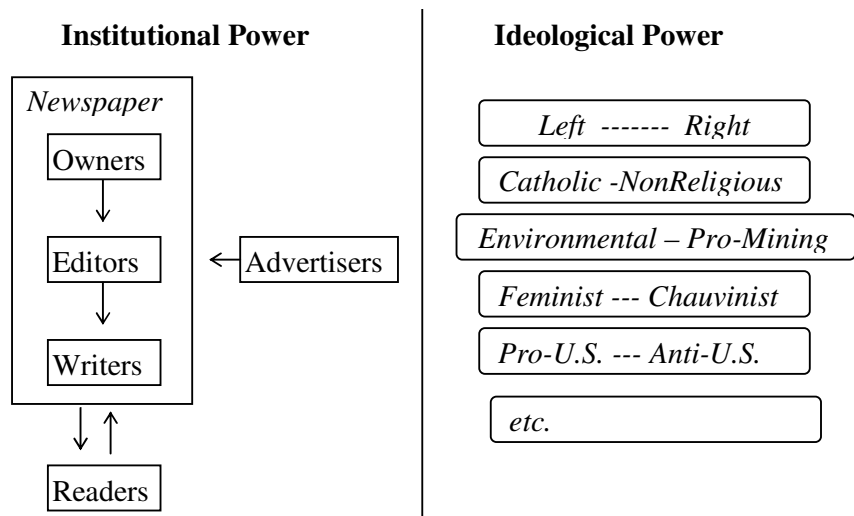 Institutional Power
Newspaper
Owners
Editors
Advertisers
Writers
Readers
Ideological Power
Left ------- Right
Catholic -NonReligious
Environmental – Pro-Mining
Feminist --- Chauvinist
Pro-U.S. --- Anti-U.S.
etc.